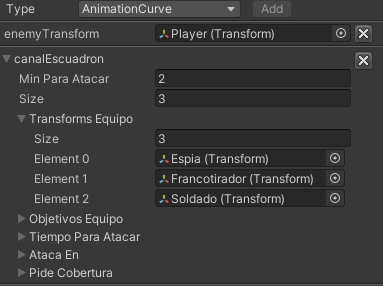 Type AnimationCurve Add
enemyTransform Player (Transform)
canalEscuadron
Min Para Atacar 2
Size 3
Transforms Equipo
Size 3
Element 0 Espia (Transform)
Element 1 Francotirador (Transform)
Element 2 Soldado (Transform)
Objetivos Equipo
Tiempo Para Atacar
Ataca En
Pide Cobertura